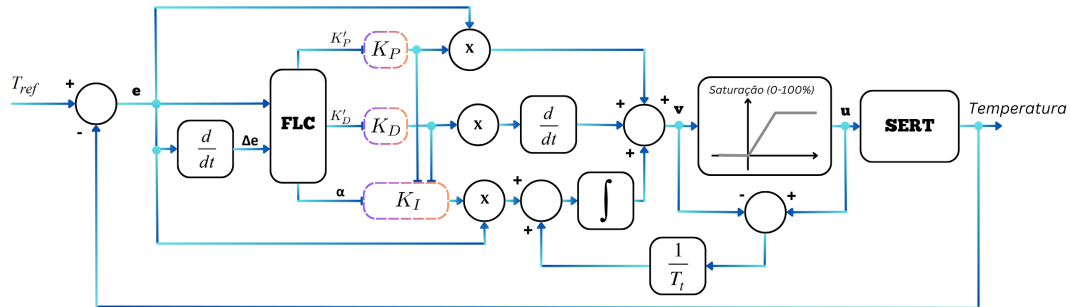 K'_P
K_P
x
T_ref
+
e
-
FLC
K'_D
K_D
x
d
dt
+
+
+
v
Saturação (0-100%)
u
SERT
Temperatura
d
dt
Δe
α
K_I
x
+
+
∫
-
+
1
T_t